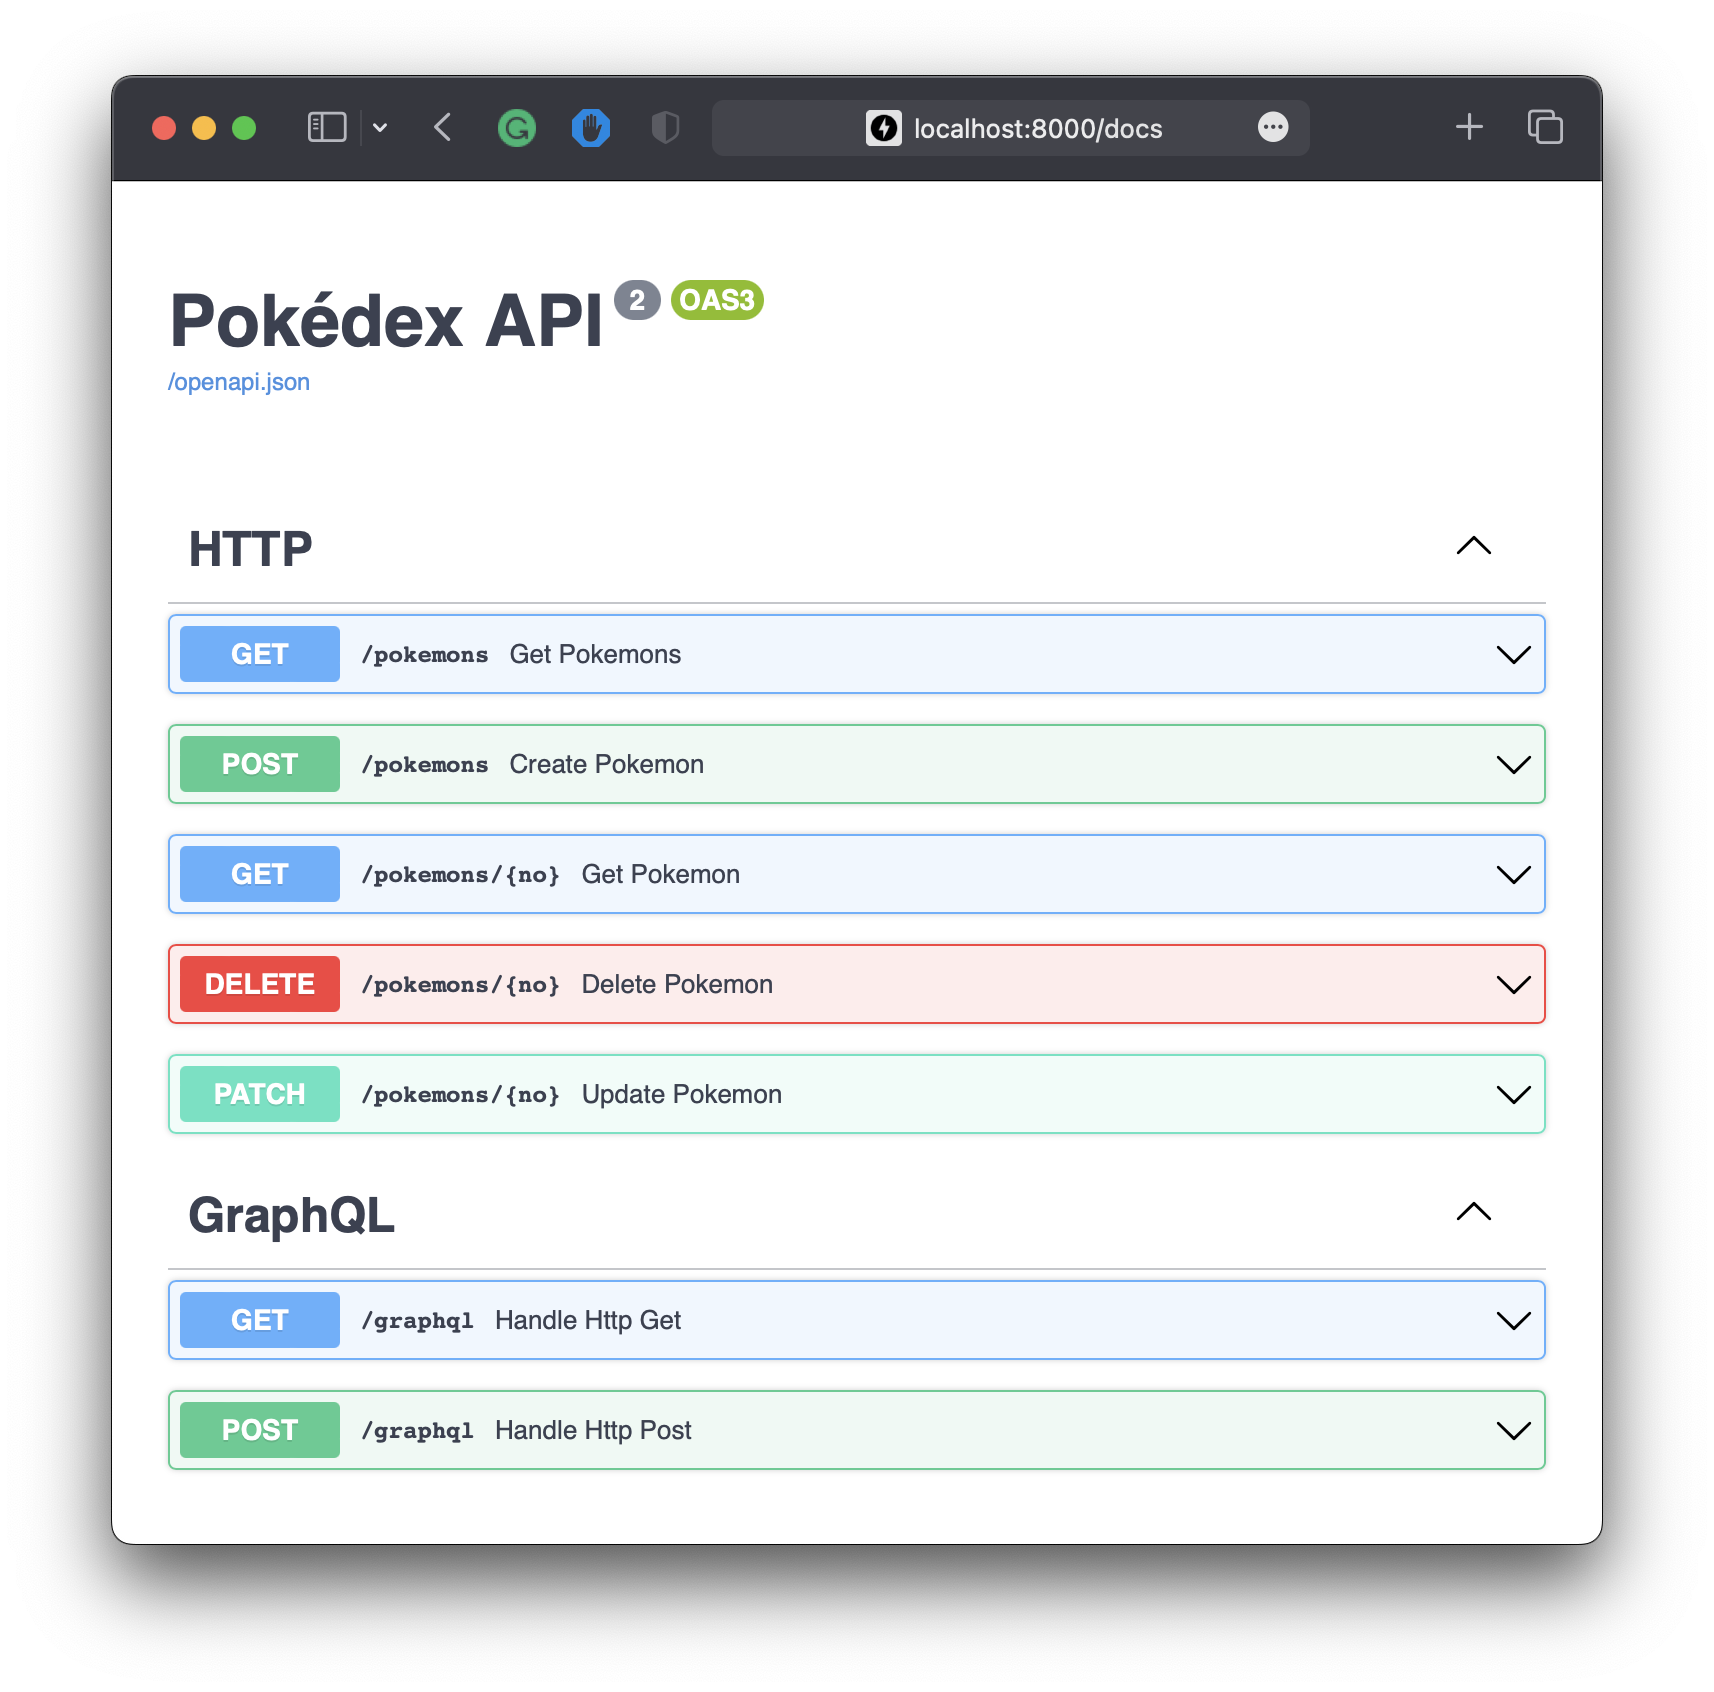 localhost:8000/docs
Pokédex API 2 OAS3
/openapi.json
HTTP
GET /pokemons Get Pokemons
POST /pokemons Create Pokemon
GET /pokemons/{no} Get Pokemon
DELETE /pokemons/{no} Delete Pokemon
PATCH /pokemons/{no} Update Pokemon
GraphQL
GET /graphql Handle Http Get
POST /graphql Handle Http Post